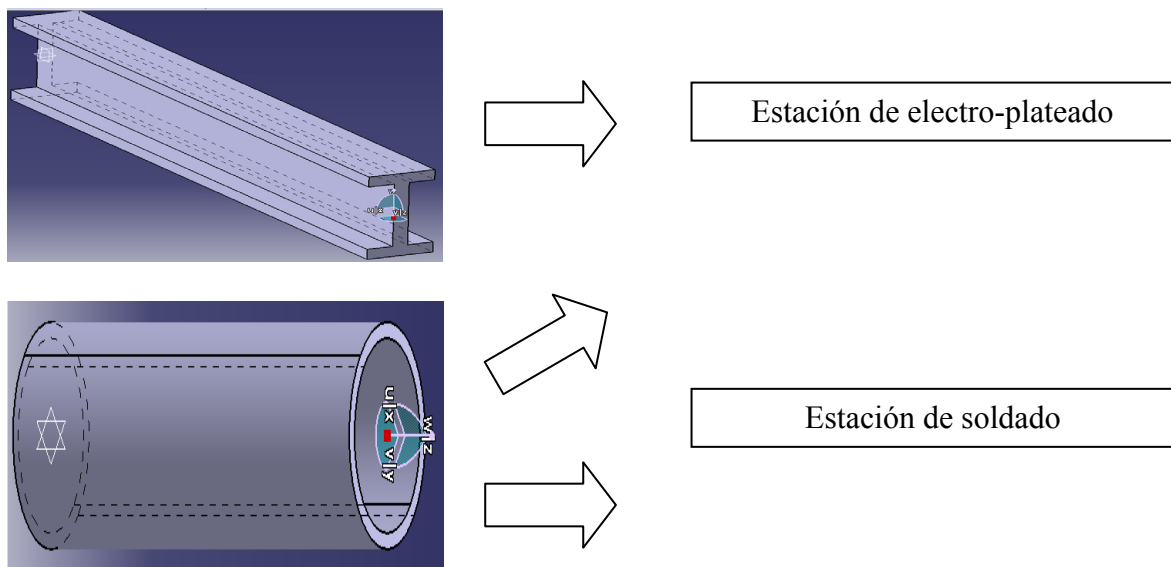 Estación de electro-plateado
v|z
u|x
Estación de soldado
u|x
w|z
v|y